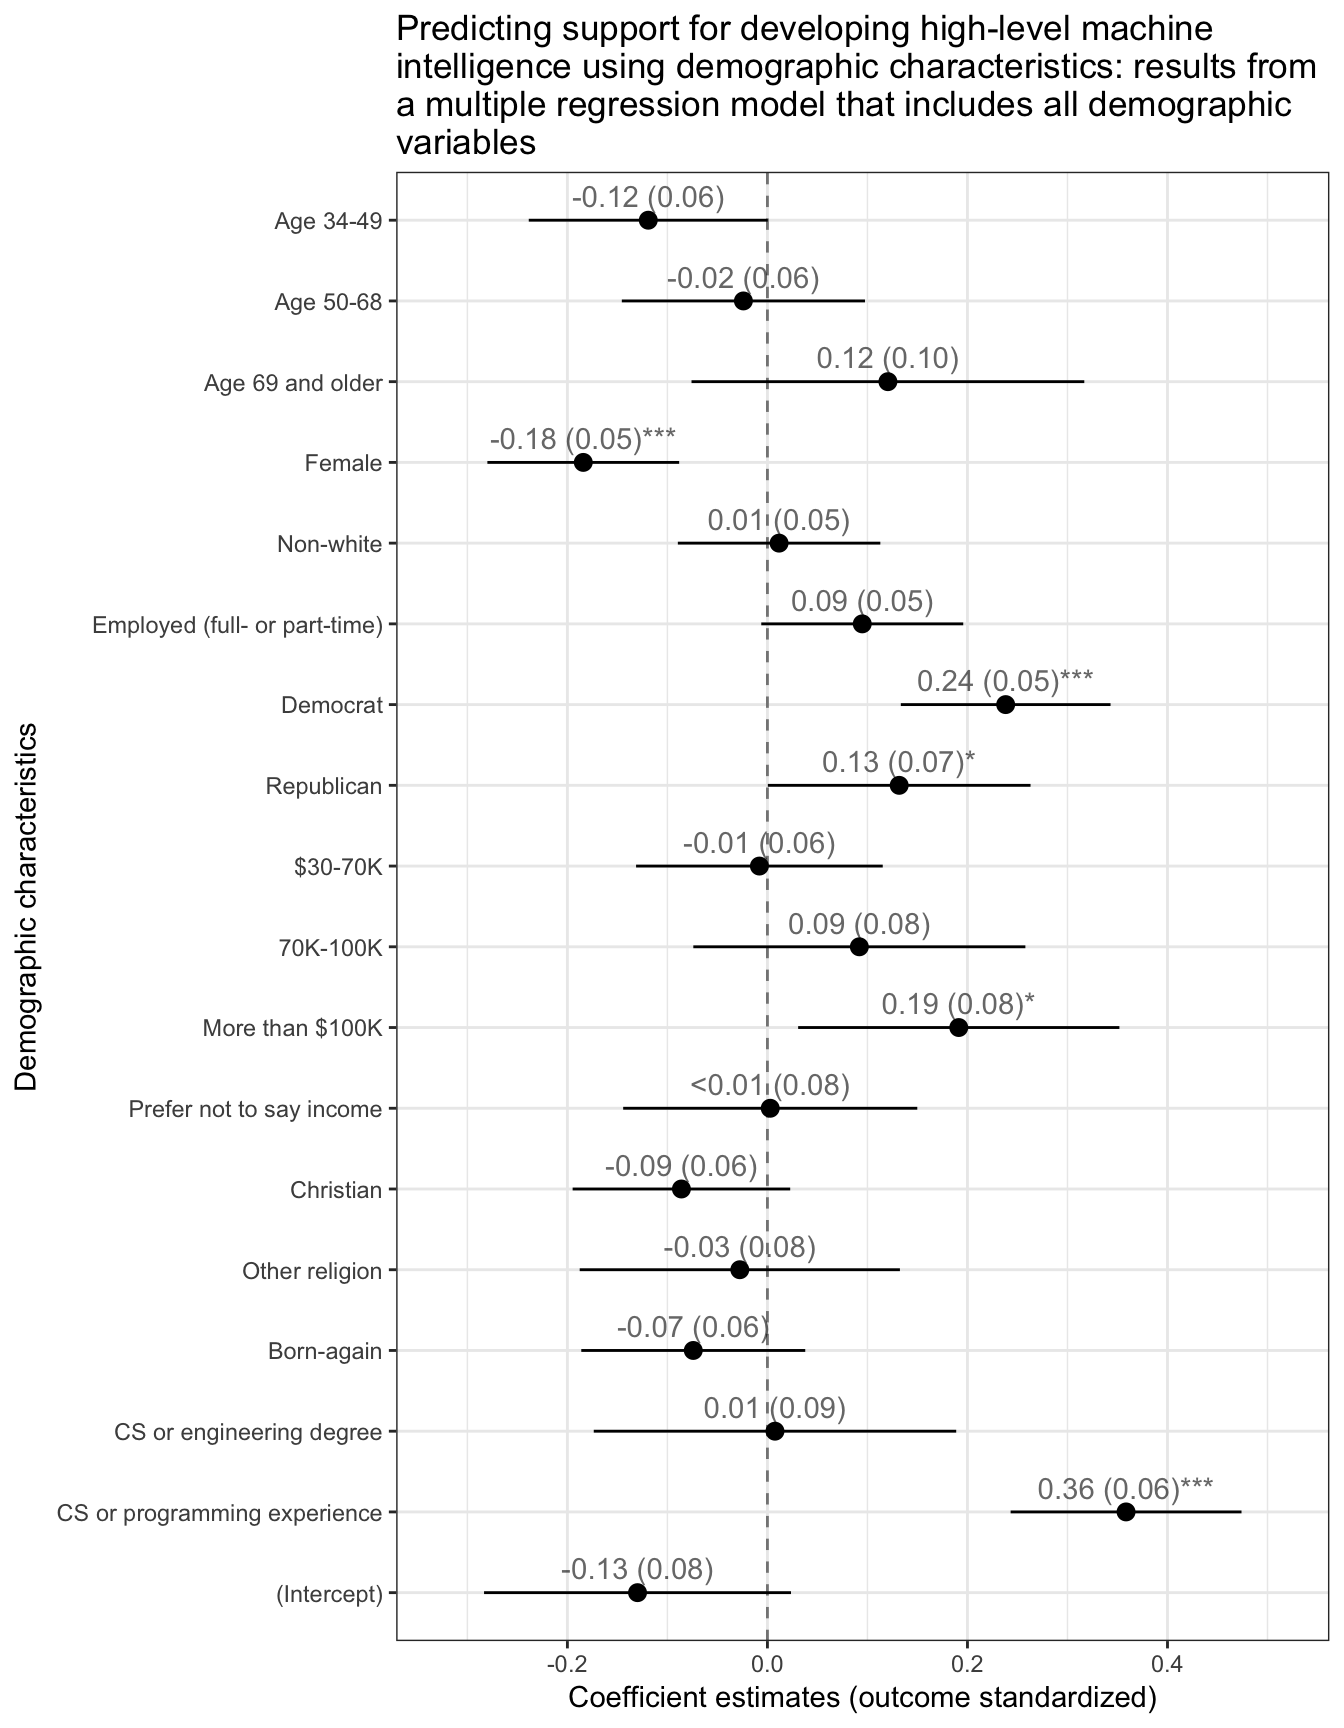 Predicting support for developing high-level machine
intelligence using demographic characteristics: results from
a multiple regression model that includes all demographic
variables
Demographic characteristics
Age 34-49
-0.12 (0.06)
Age 50-68
-0.02 (0.06)
Age 69 and older
0.12 (0.10)
Female
-0.18 (0.05)***
Non-white
0.01 (0.05)
Employed (full- or part-time)
0.09 (0.05)
Democrat
0.24 (0.05)***
Republican
0.13 (0.07)*
$30-70K
-0.01 (0.06)
70K-100K
0.09 (0.08)
More than $100K
0.19 (0.08)*
Prefer not to say income
<0.01 (0.08)
Christian
-0.09 (0.06)
Other religion
-0.03 (0.08)
Born-again
-0.07 (0.06)
CS or engineering degree
0.01 (0.09)
CS or programming experience
0.36 (0.06)***
(Intercept)
-0.13 (0.08)
-0.2 0.0 0.2 0.4
Coefficient estimates (outcome standardized)